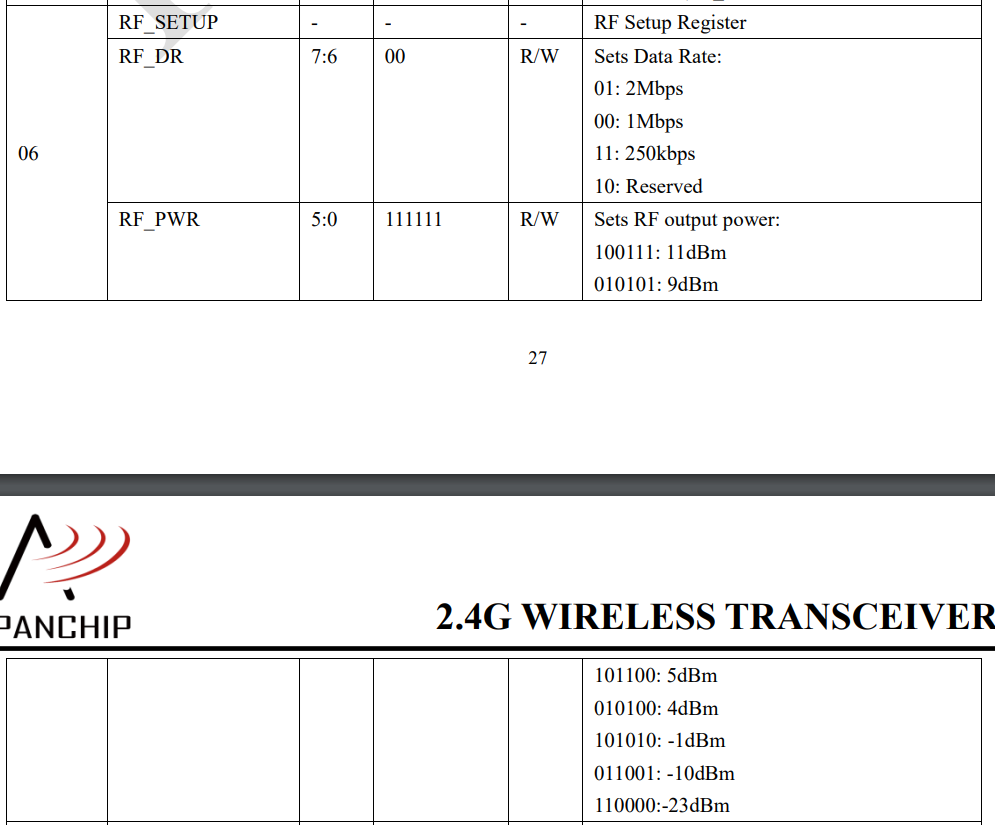 RF_SETUP - - - RF Setup Register
06
RF_DR 7:6 00 R/W Sets Data Rate:
01: 2Mbps
00: 1Mbps
11: 250kbps
10: Reserved
RF_PWR 5:0 111111 R/W Sets RF output power:
100111: 11dBm
010101: 9dBm
27
PANCHIP
2.4G WIRELESS TRANSCEIVER
101100: 5dBm
010100: 4dBm
101010: -1dBm
011001: -10dBm
110000:-23dBm